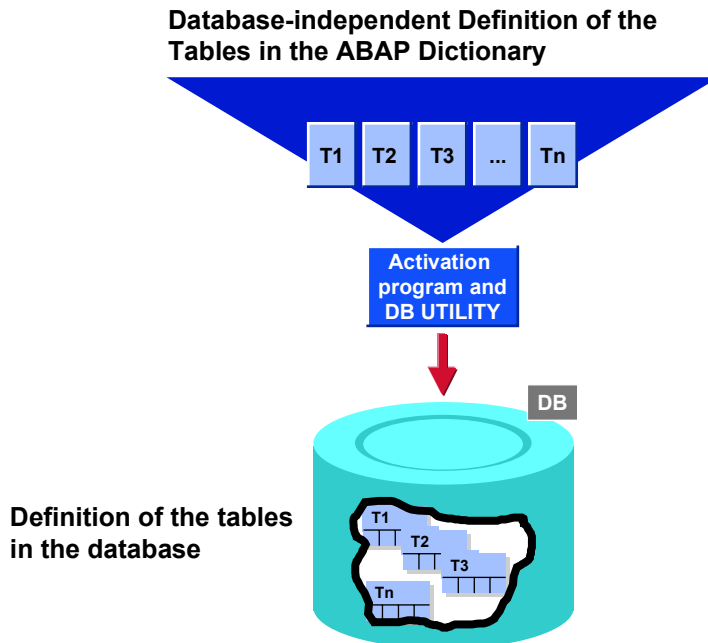 Database-independent Definition of the
Tables in the ABAP Dictionary
T1 T2 T3 ... Tn
Activation
program and
DB UTILITY
DB
Definition of the tables
in the database
T1
T2
T3
Tn